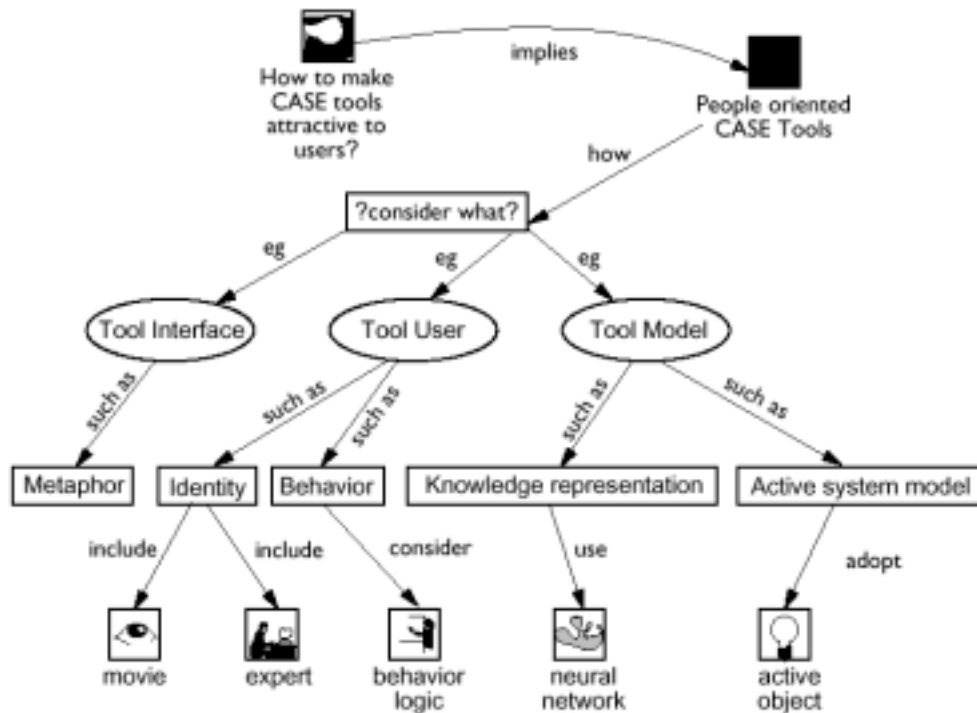 implies
How to make
CASE tools
attractive to
users?
People oriented
CASE Tools
how
?consider what?
eg
eg
eg
Tool Interface
Tool User
Tool Model
such as
such as
such as
such as
such as
Metaphor
Identity
Behavior
Knowledge representation
Active system model
include
include
consider
use
adopt
movie
expert
behavior
logic
neural
network
active
object